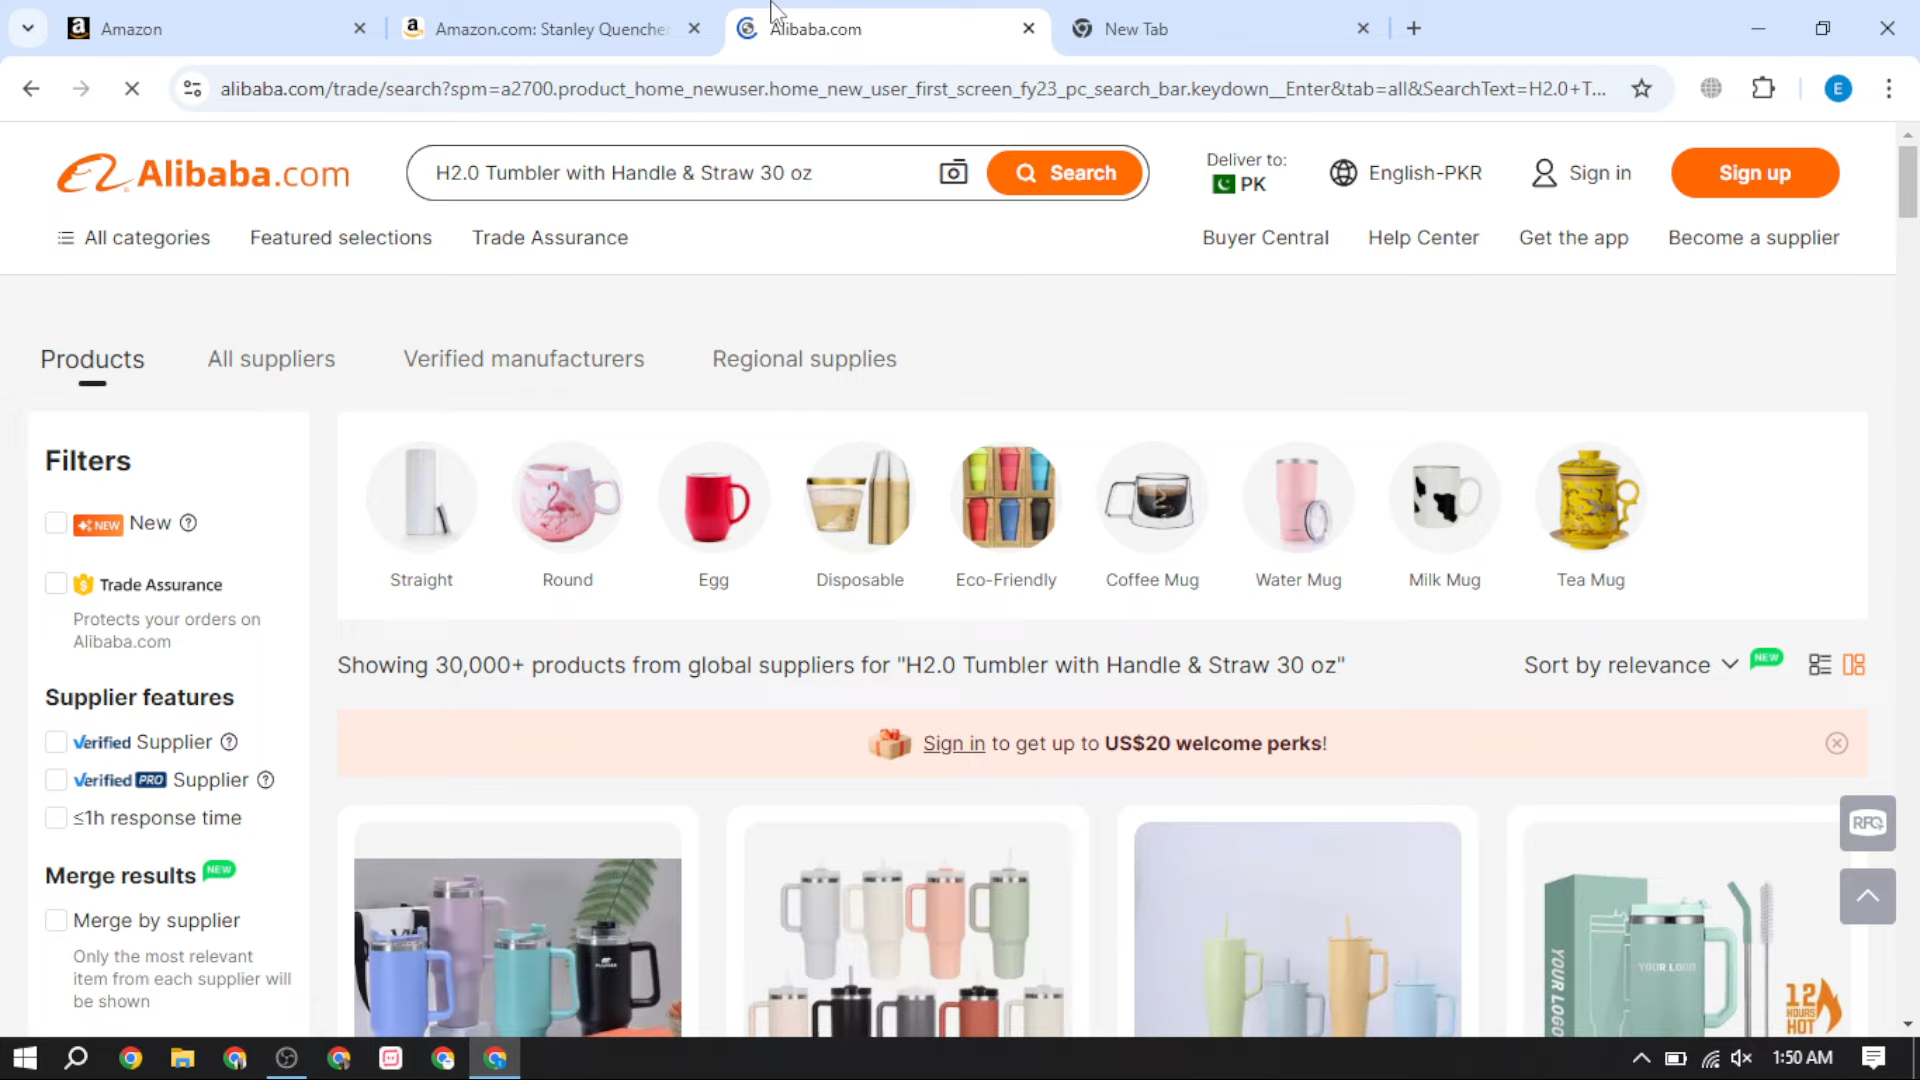 Amazon
Amazon.com: Stanley Quencher
Alibaba.com
New Tab
alibaba.com/trade/search?spm=a2700.product_home_newuser.home_new_user_first_screen_fy23_pc_search_bar.keydown__Enter&tab=all&SearchText=H2.0+T...
E
Alibaba.com
H2.0 Tumbler with Handle & Straw 30 oz
Search
Deliver to:
PK
English-PKR
Sign in
Sign up
All categories
Featured selections
Trade Assurance
Buyer Central
Help Center
Get the app
Become a supplier
Products
All suppliers
Verified manufacturers
Regional supplies
Filters
NEW New
Trade Assurance
Protects your orders on
Alibaba.com
Supplier features
Verified Supplier
Verified PRO Supplier
≤1h response time
Merge results NEW
Merge by supplier
Only the most relevant
item from each supplier will
be shown
Straight
Round
Egg
Disposable
Eco-Friendly
Coffee Mug
Water Mug
Milk Mug
Tea Mug
Showing 30,000+ products from global suppliers for "H2.0 Tumbler with Handle & Straw 30 oz"
Sort by relevance
NEW
Sign in to get up to US$20 welcome perks!
RFQ
YOUR LOGO
YOUR LOGO
12
HOURS
HOT
1:50 AM